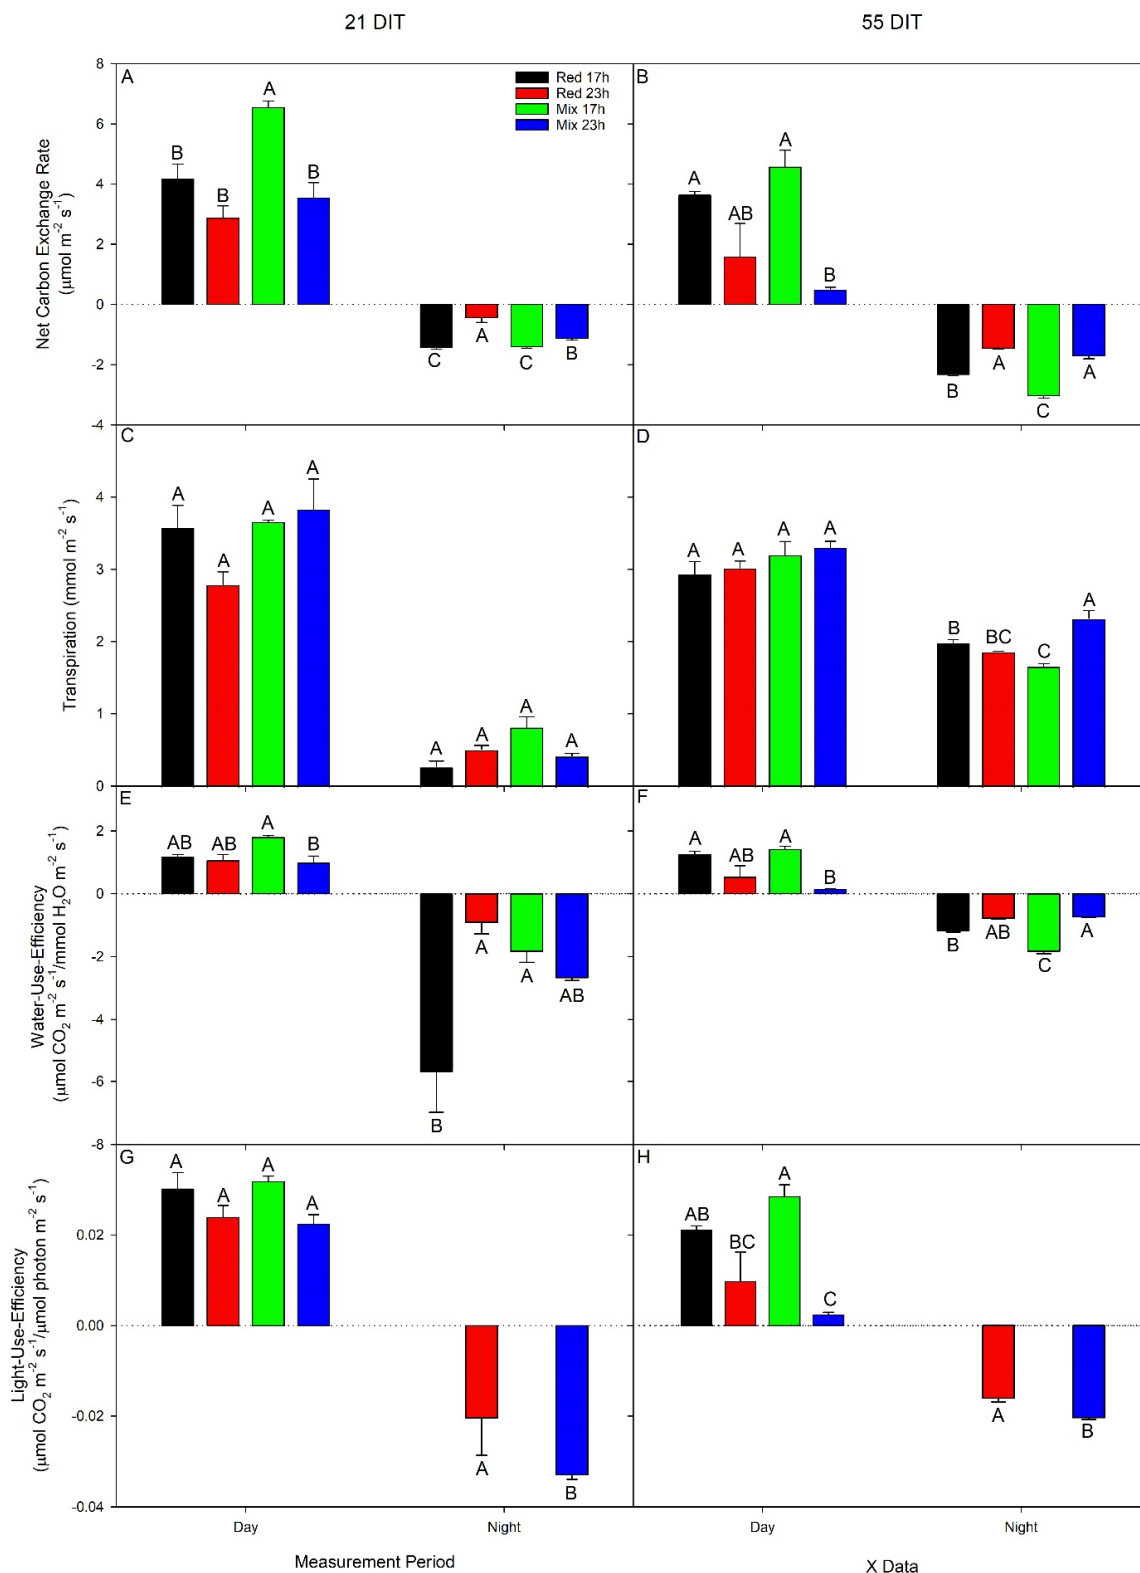 21 DIT
55 DIT
A
Red 17h
Red 23h
Mix 17h
Mix 23h
B
8
6
4
2
0
-2
-4
Net Carbon Exchange Rate
(μmol m⁻² s⁻¹)
B
B
A
B
C
A
C
B
A
AB
A
B
B
A
C
A
C
D
4
3
2
1
0
Transpiration (mmol m⁻² s⁻¹)
A
A
A
A
A
A
A
A
A
A
A
A
B
BC
C
A
E
F
2
0
-2
-4
-6
-8
Water-Use-Efficiency
(μmol CO₂ m⁻² s⁻¹/mmol H₂O m⁻² s⁻¹)
AB
AB
A
B
B
A
A
AB
A
AB
A
B
B
AB
C
A
G
H
0.02
0.00
-0.02
-0.04
Light-Use-Efficiency
(μmol CO₂ m⁻² s⁻¹/μmol photon m⁻² s⁻¹)
A
A
A
A
A
B
AB
BC
A
C
A
B
Day
Night
Day
Night
Measurement Period
X Data